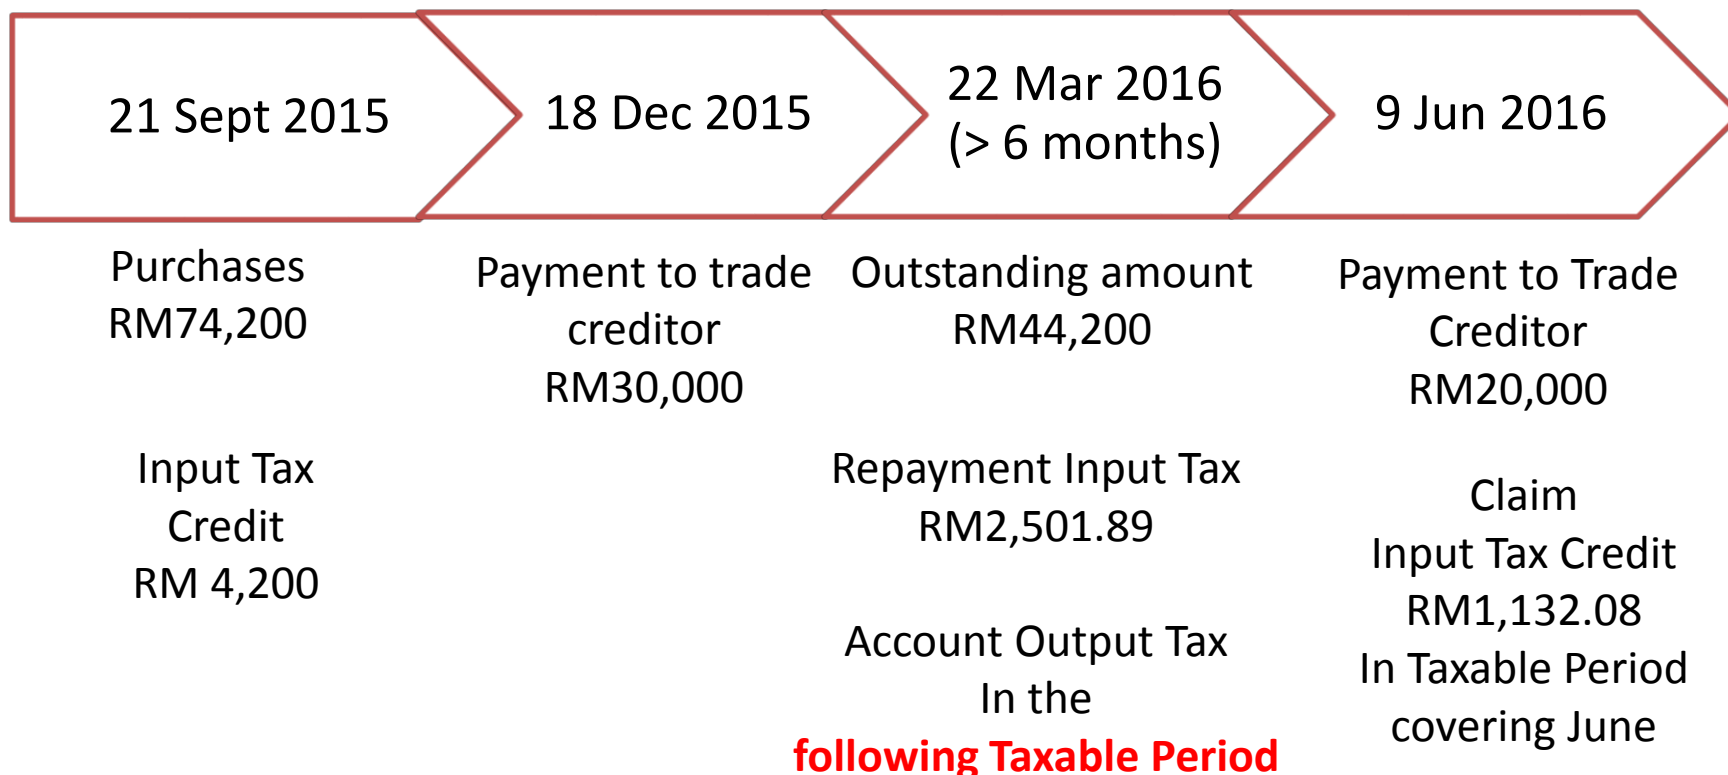 21 Sept 2015
18 Dec 2015
22 Mar 2016
(> 6 months)
9 Jun 2016
Purchases
RM74,200
Input Tax
Credit
RM 4,200
Payment to trade
creditor
RM30,000
Outstanding amount
RM44,200
Repayment Input Tax
RM2,501.89
Account Output Tax
In the
following Taxable Period
Payment to Trade
Creditor
RM20,000
Claim
Input Tax Credit
RM1,132.08
In Taxable Period
covering June